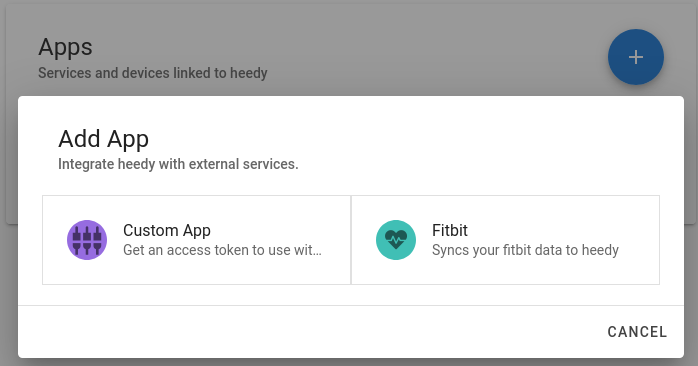 Apps
Services and devices linked to heedy
Add App
Integrate heedy with external services.
Custom App
Get an access token to use wit...
Fitbit
Syncs your fitbit data to heedy
CANCEL